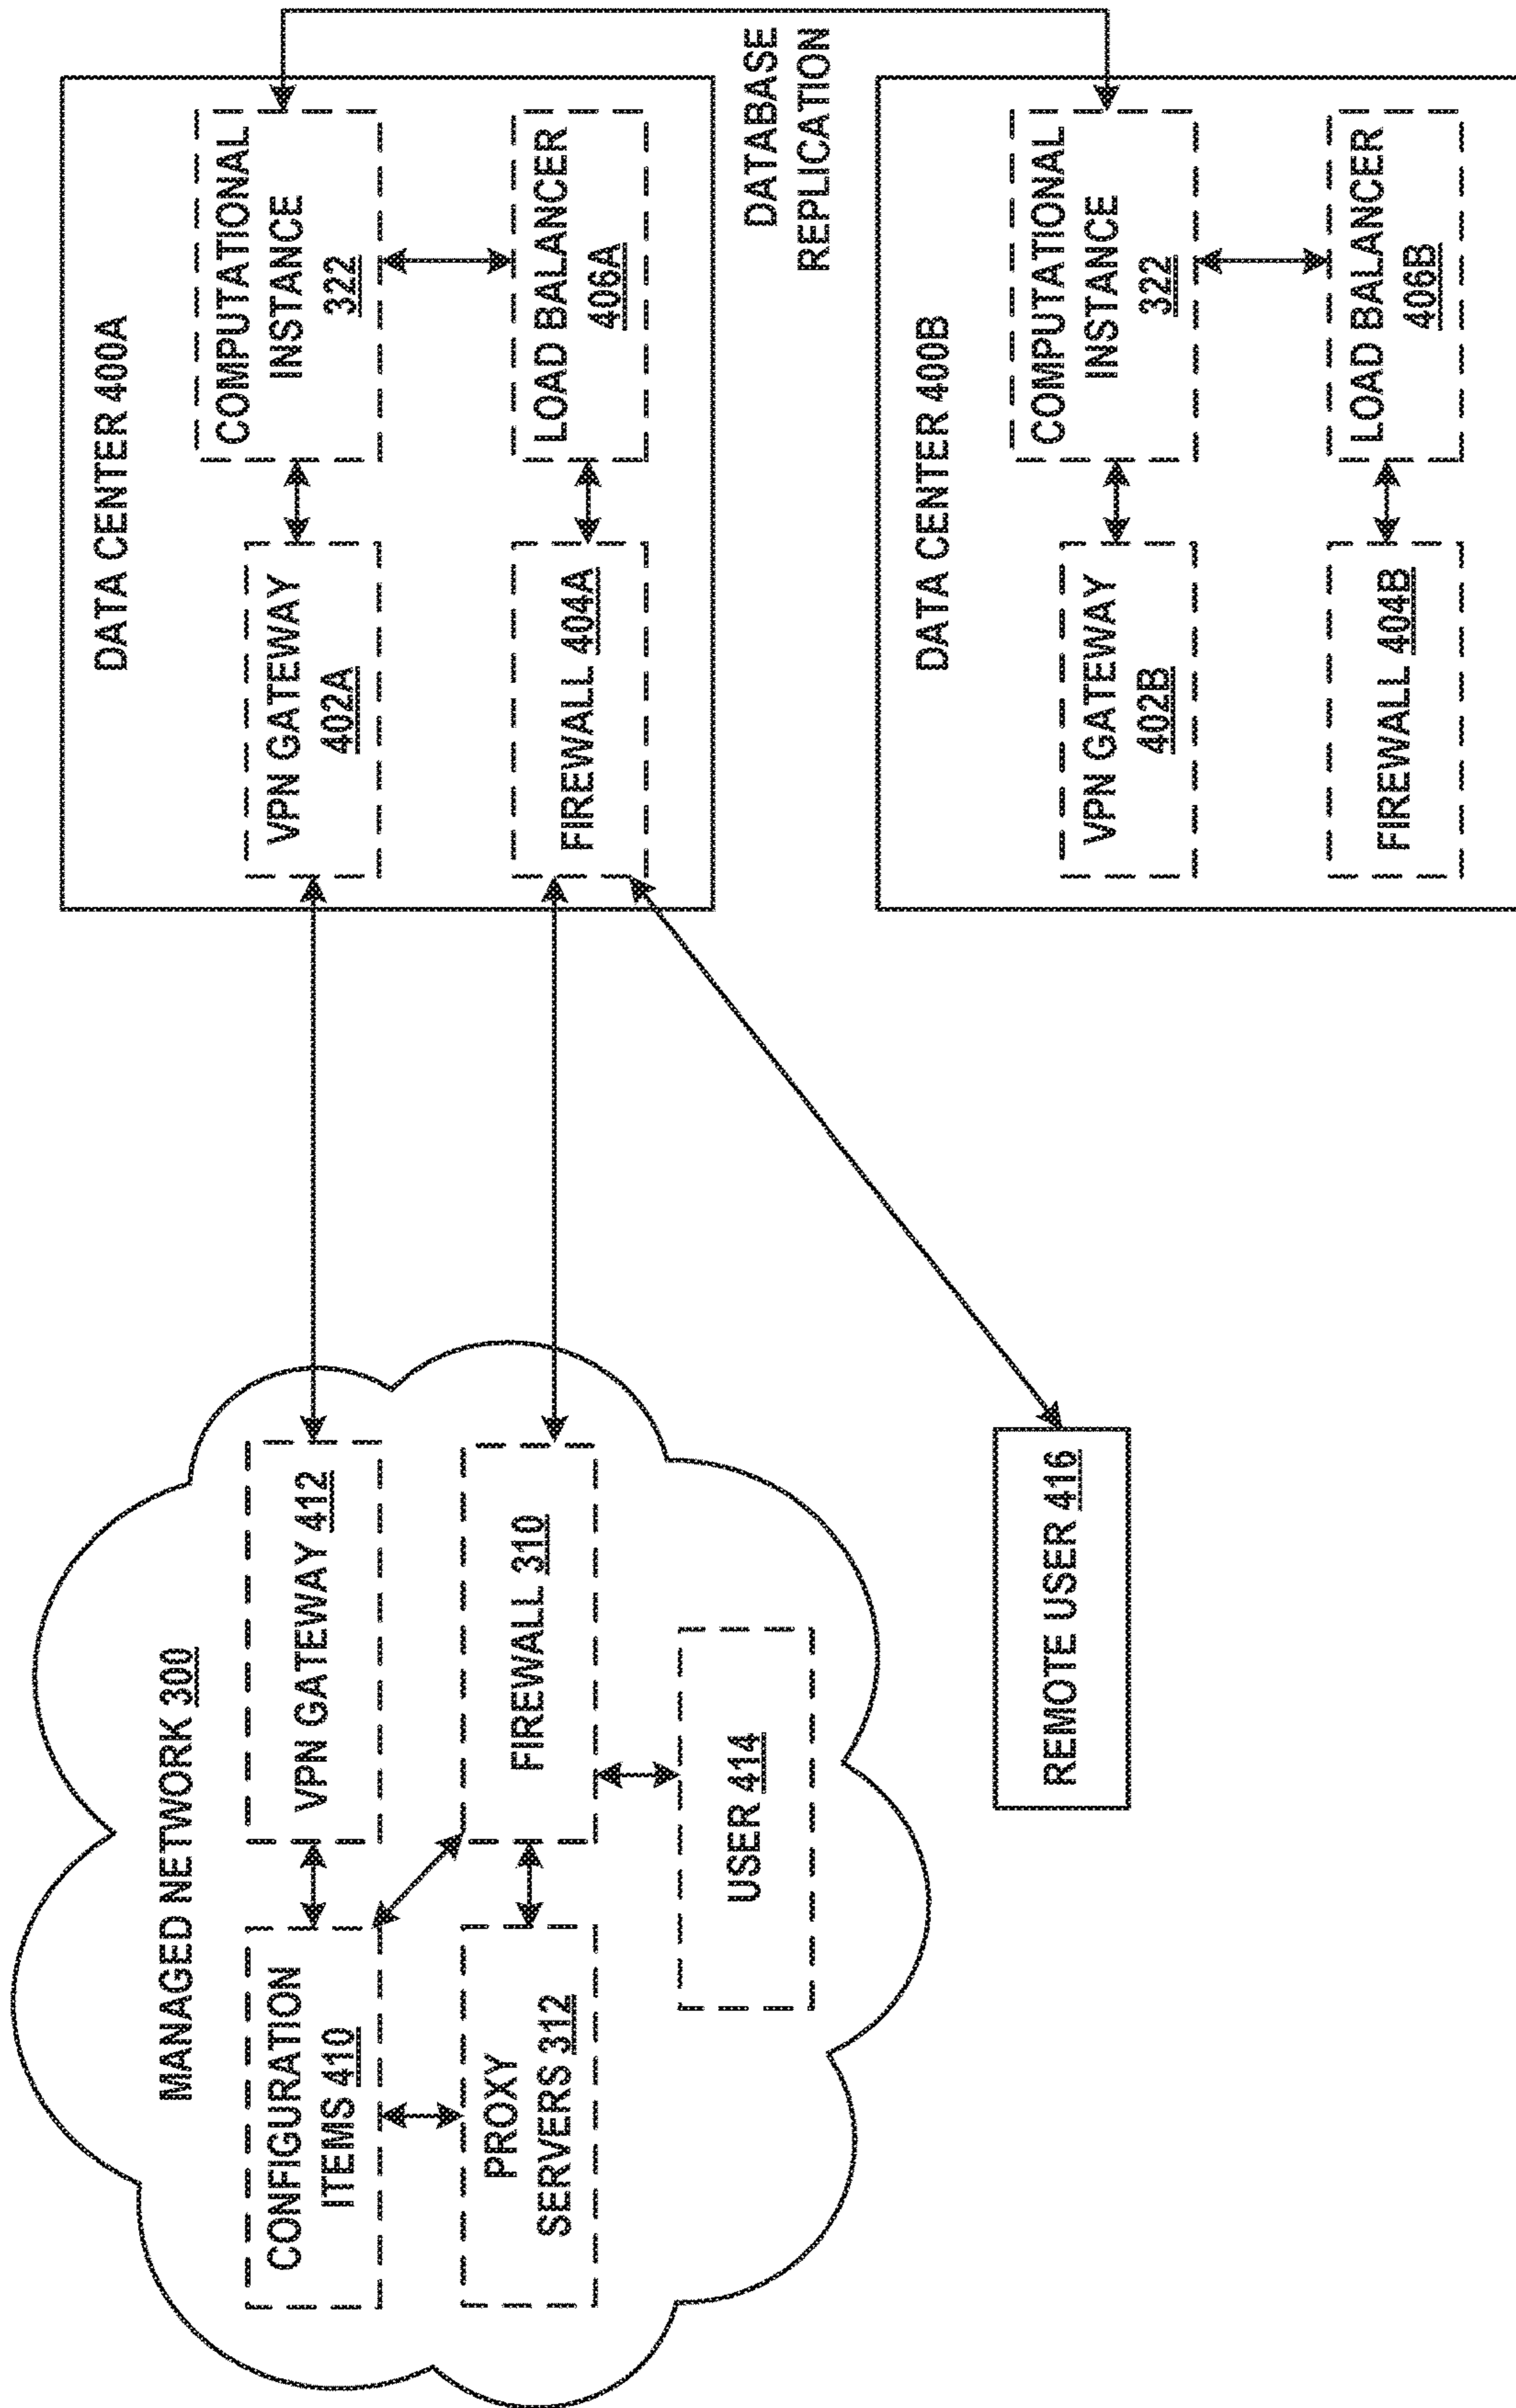 MANAGED NETWORK 300
CONFIGURATION
ITEMS 410
VPN GATEWAY 412
PROXY
SERVERS 312
FIREWALL 310
USER 414
REMOTE USER 416
DATA CENTER 400A
VPN GATEWAY
402A
COMPUTATIONAL
INSTANCE
322
FIREWALL 404A
LOAD BALANCER
406A
DATABASE
REPLICATION
DATA CENTER 400B
VPN GATEWAY
402B
COMPUTATIONAL
INSTANCE
322
FIREWALL 404B
LOAD BALANCER
406B